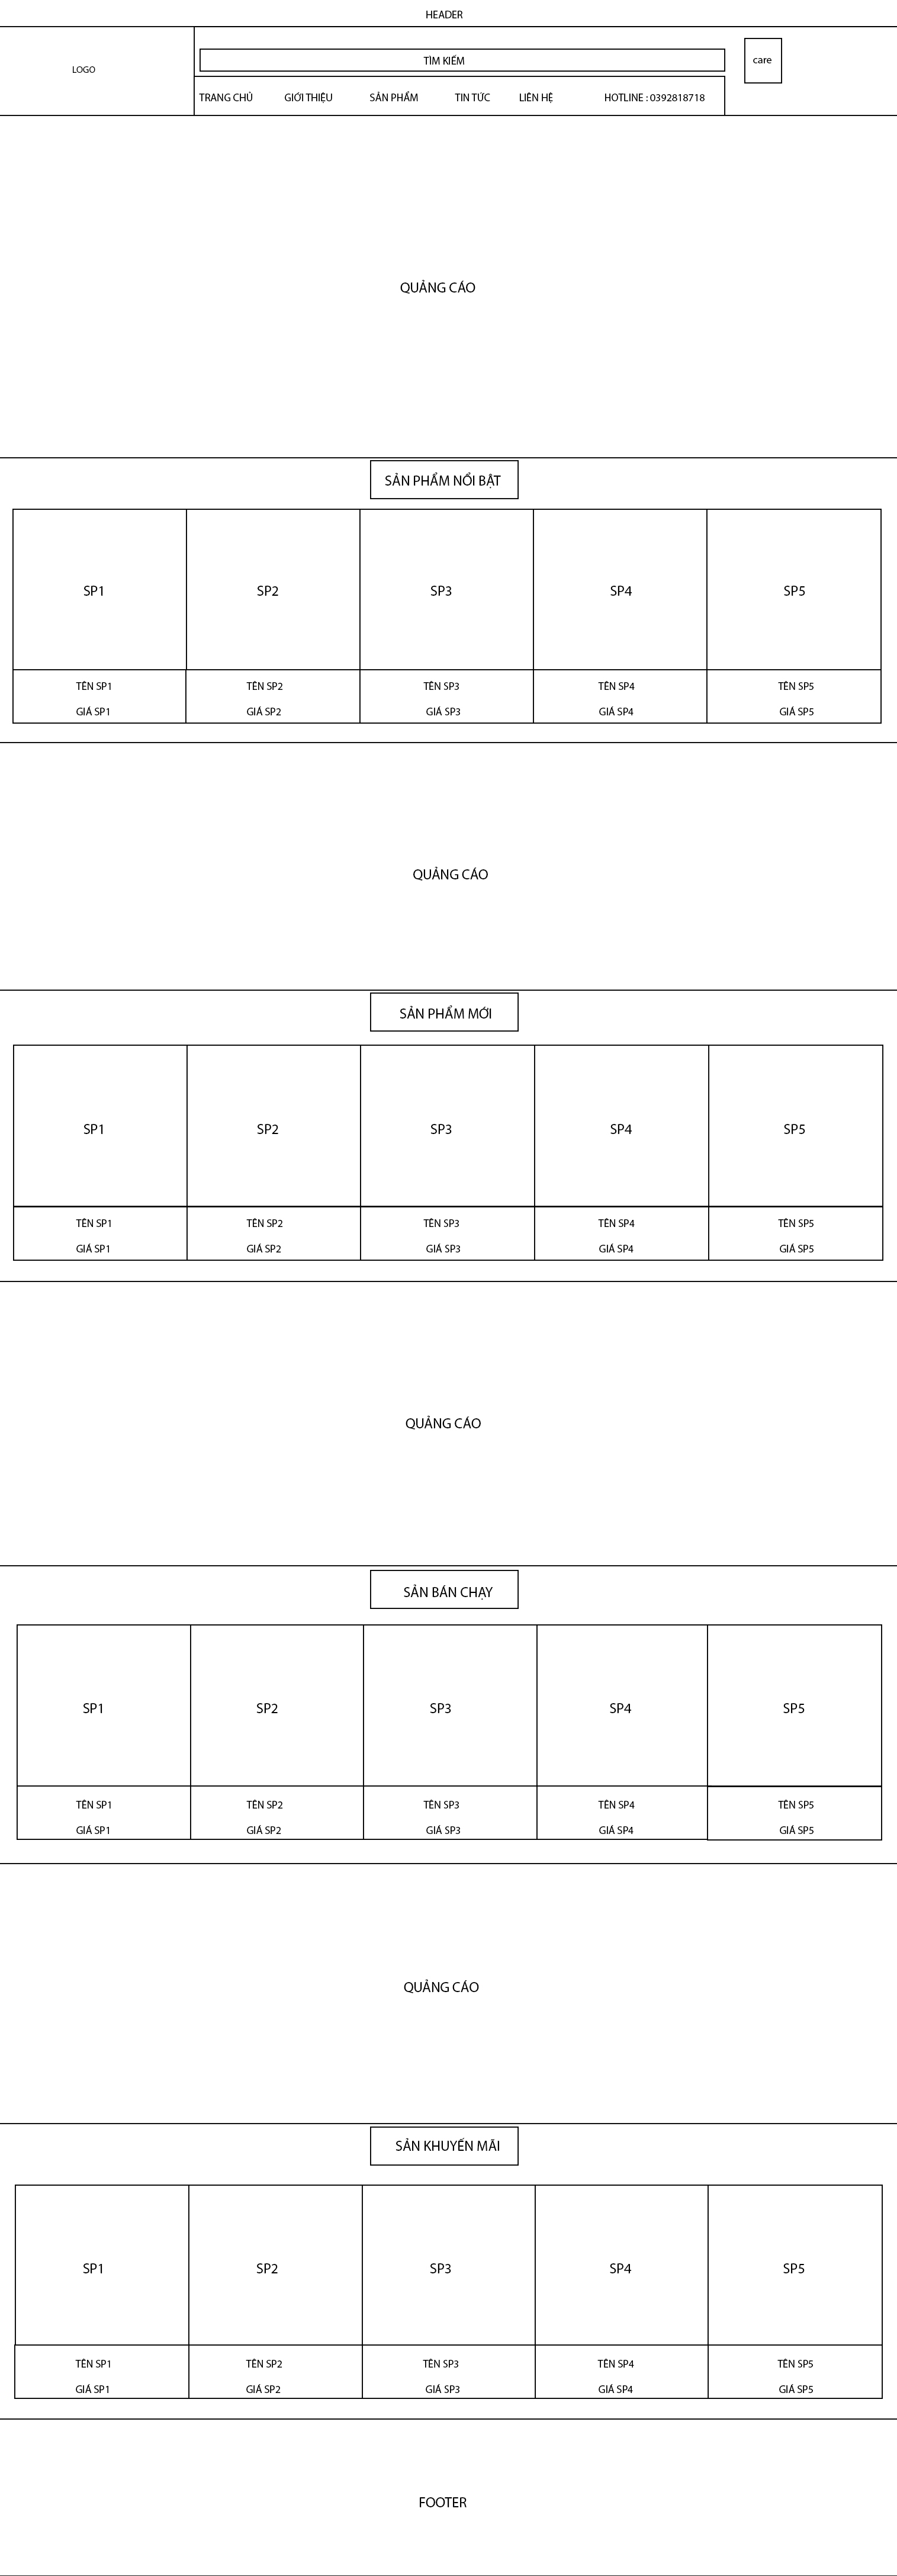 HEADER
LOGO
TÌM KIẾM
care
TRANG CHỦ GIỚI THIỆU SẢN PHẨM TIN TỨC LIÊN HỆ HOTLINE : 0392818718
QUẢNG CÁO
SẢN PHẨM NỔI BẬT
SP1 SP2 SP3 SP4 SP5
TÊN SP1 TÊN SP2 TÊN SP3 TÊN SP4 TÊN SP5
GIÁ SP1 GIÁ SP2 GIÁ SP3 GIÁ SP4 GIÁ SP5
QUẢNG CÁO
SẢN PHẨM MỚI
SP1 SP2 SP3 SP4 SP5
TÊN SP1 TÊN SP2 TÊN SP3 TÊN SP4 TÊN SP5
GIÁ SP1 GIÁ SP2 GIÁ SP3 GIÁ SP4 GIÁ SP5
QUẢNG CÁO
SẢN BÁN CHẠY
SP1 SP2 SP3 SP4 SP5
TÊN SP1 TÊN SP2 TÊN SP3 TÊN SP4 TÊN SP5
GIÁ SP1 GIÁ SP2 GIÁ SP3 GIÁ SP4 GIÁ SP5
QUẢNG CÁO
SẢN KHUYẾN MÃI
SP1 SP2 SP3 SP4 SP5
TÊN SP1 TÊN SP2 TÊN SP3 TÊN SP4 TÊN SP5
GIÁ SP1 GIÁ SP2 GIÁ SP3 GIÁ SP4 GIÁ SP5
FOOTER